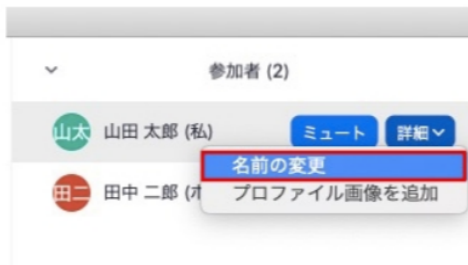 参加者 (2)
山太 山田 太郎 (私) ミュート 詳細
名前の変更
田二 田中 二郎 (ホ プロファイル画像を追加